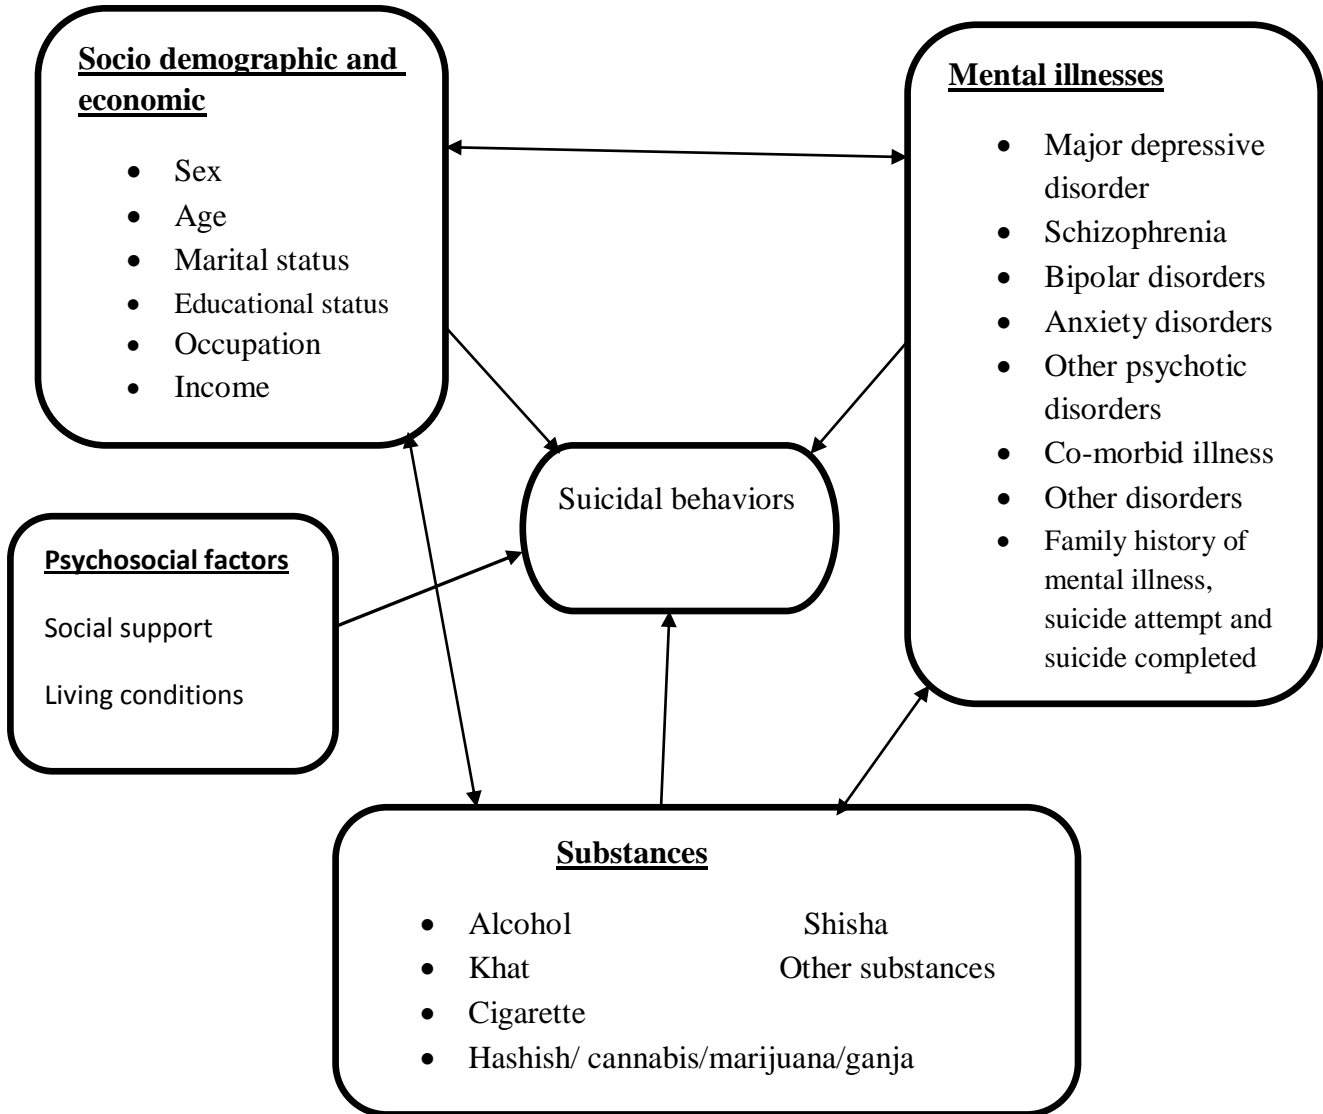 Socio demographic and
economic
• Sex
• Age
• Marital status
• Educational status
• Occupation
• Income
Mental illnesses
• Major depressive
disorder
• Schizophrenia
• Bipolar disorders
• Anxiety disorders
• Other psychotic
disorders
• Co-morbid illness
• Other disorders
• Family history of
mental illness,
suicide attempt and
suicide completed
Suicidal behaviors
Psychosocial factors
Social support
Living conditions
Substances
• Alcohol Shisha
• Khat Other substances
• Cigarette
• Hashish/ cannabis/marijuana/ganja